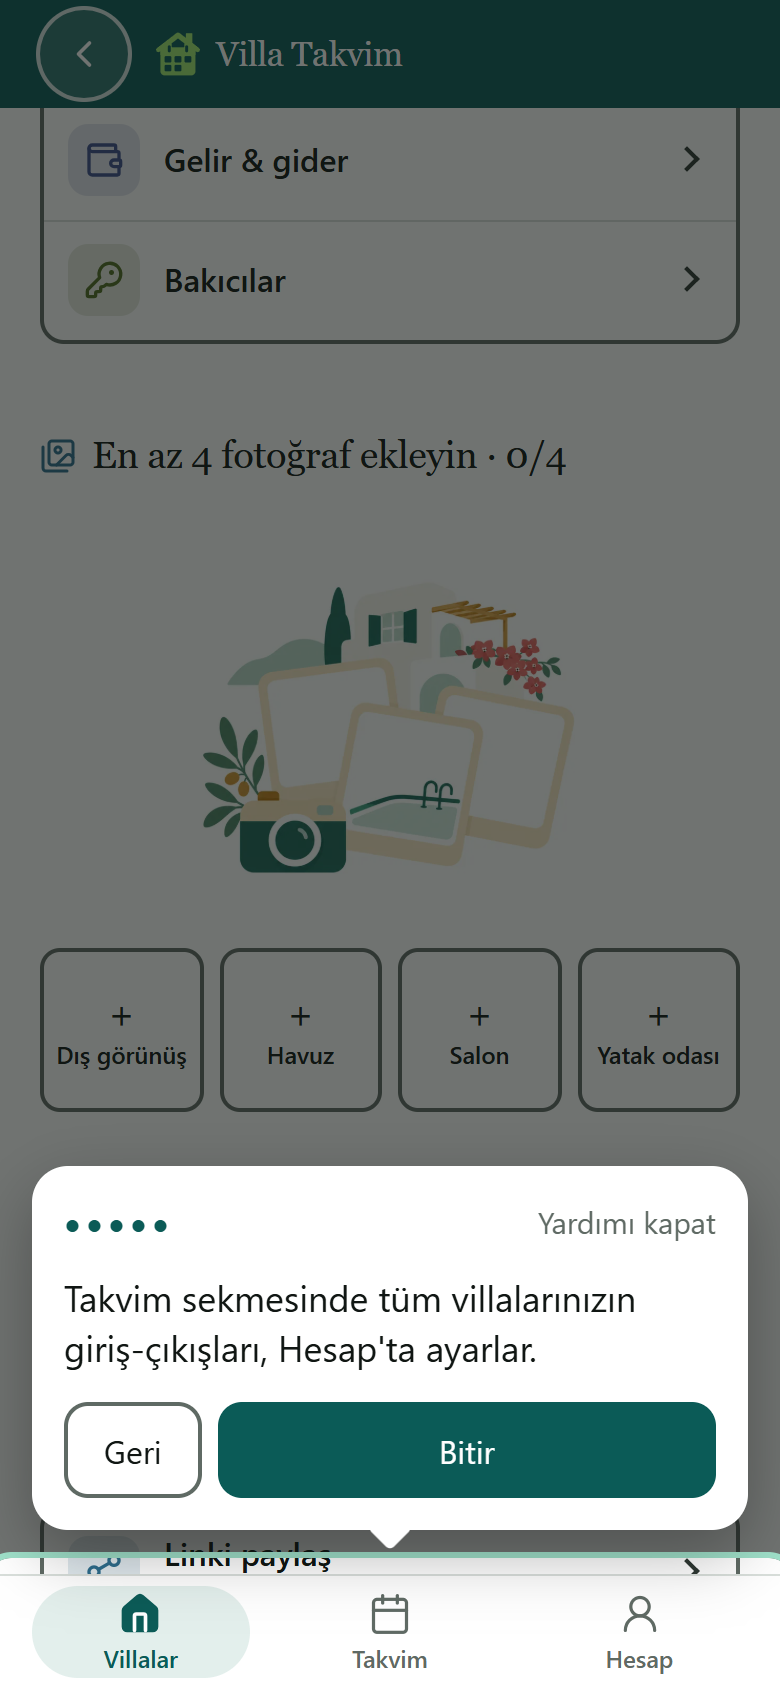 Villa Takvim
Gelir & gider
Bakıcılar
En az 4 fotoğraf ekleyin · 0/4
+
Dış görünüş
+
Havuz
+
Salon
+
Yatak odası
Yardımı kapat
Takvim sekmesinde tüm villalarınızın
giriş-çıkışları, Hesap'ta ayarlar.
Geri
Bitir
Linki paylaş
Villalar
Takvim
Hesap